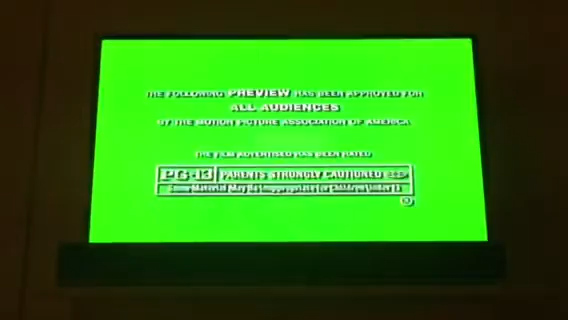 THE FOLLOWING PREVIEW HAS BEEN APPROVED FOR
ALL AUDIENCES
BY THE MOTION PICTURE ASSOCIATION OF AMERICA
THE FILM ADVERTISED HAS BEEN RATED
PG-13 PARENTS STRONGLY CAUTIONED
Some Material May Be Inappropriate for Children Under 13